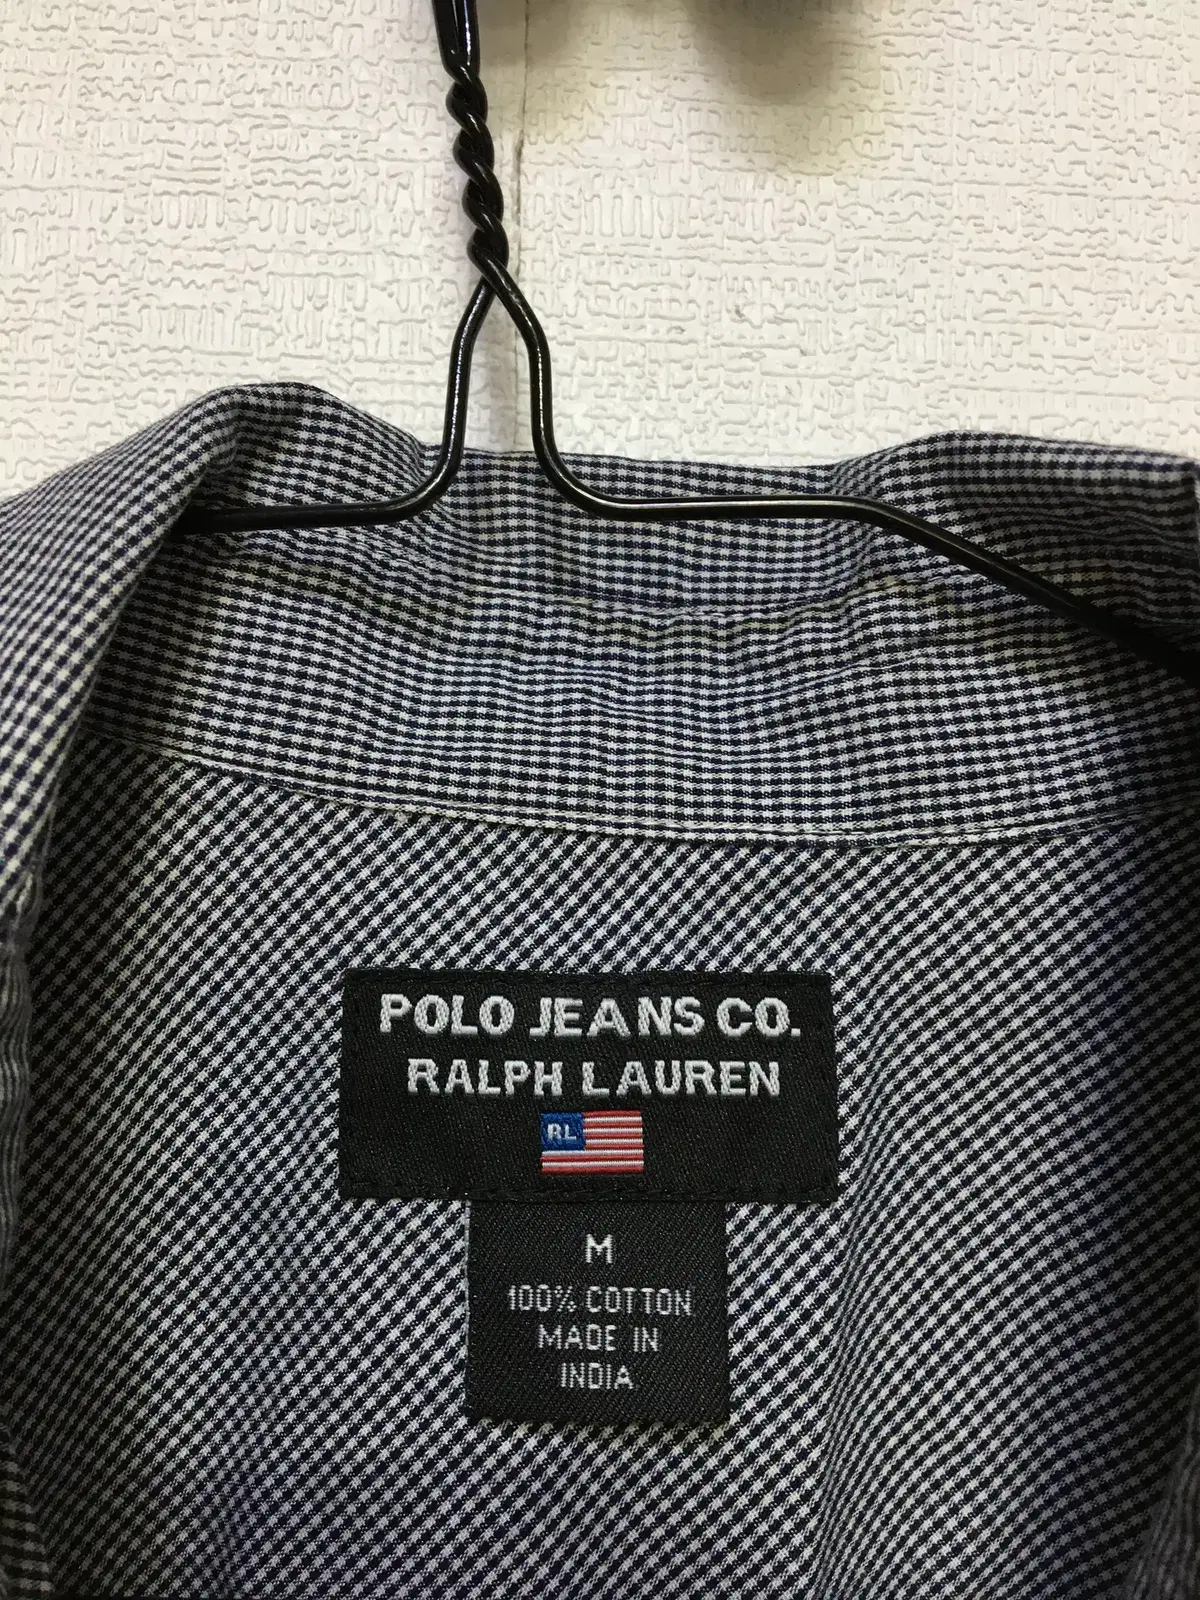 POLO JEANS CO.
RALPH LAUREN
RL
M
100% COTTON
MADE IN
INDIA